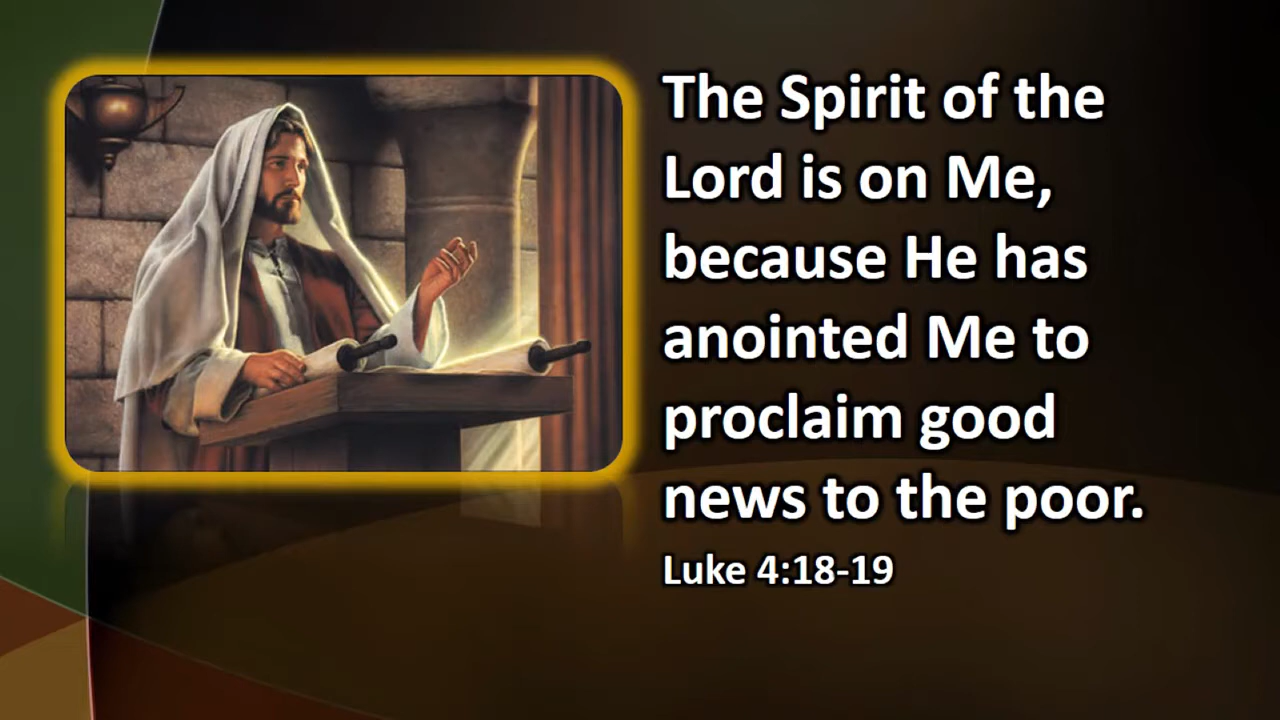 The Spirit of the
Lord is on Me,
because He has
anointed Me to
proclaim good
news to the poor.
Luke 4:18-19